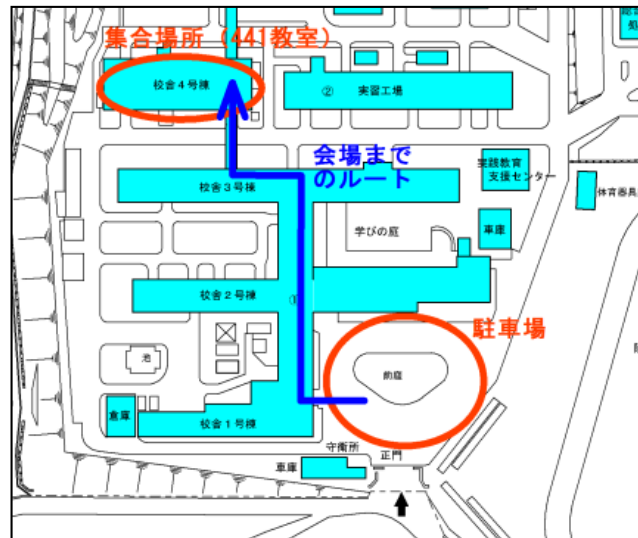 集合場所（441教室）
校舎４号棟
② 実習工場
会場まで
のルート
実践教育
支援センター
体育器具
校舎３号棟
学びの庭
車庫
校舎２号棟
①
駐車場
池
前庭
倉庫
校舎１号棟
守衛所
正門
車庫